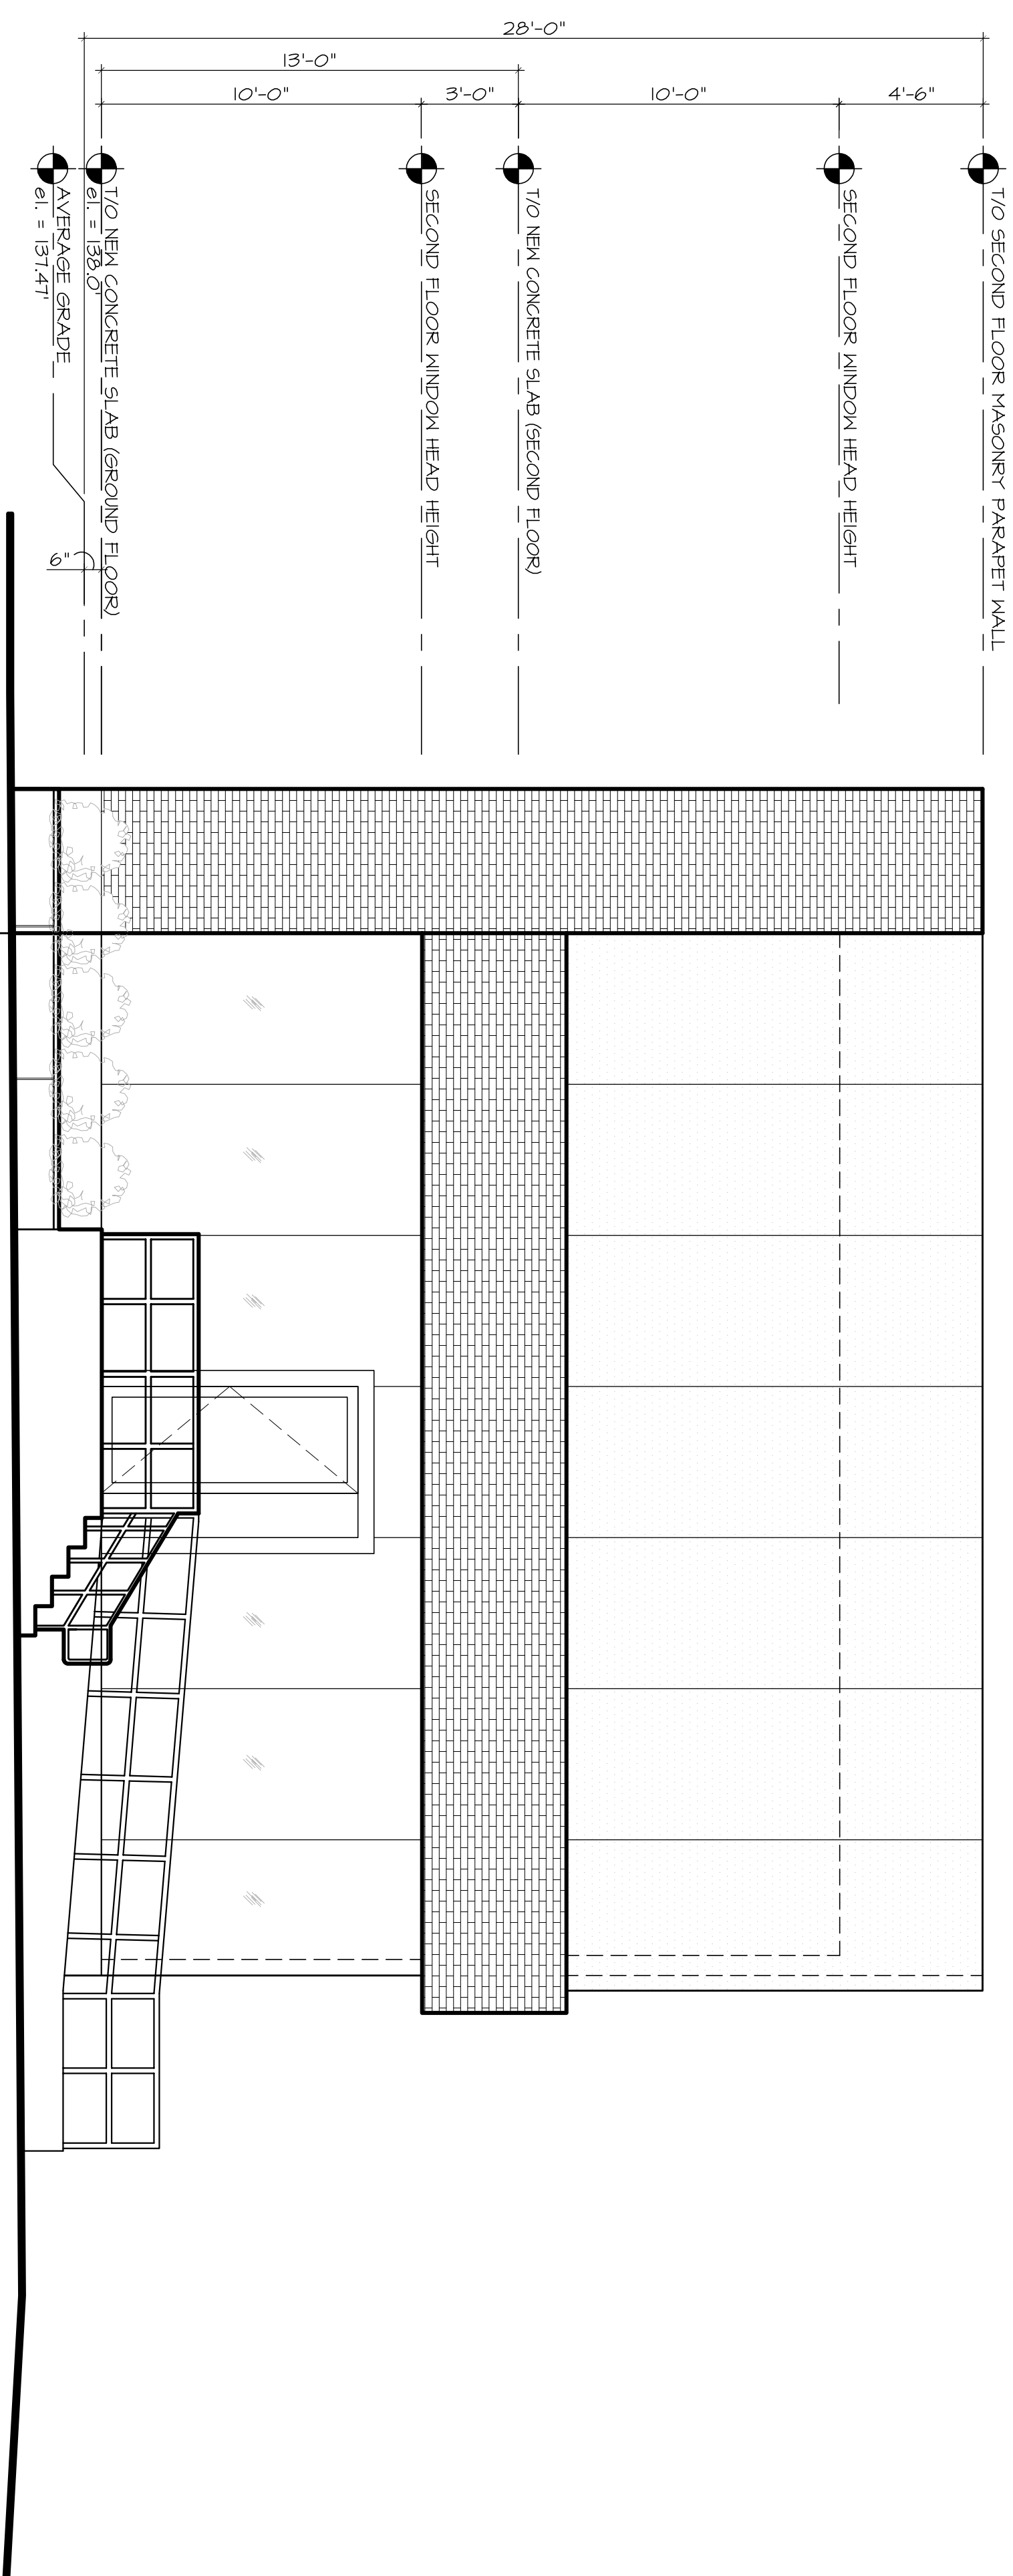 28'-0"
13'-0"
10'-0"
3'-0"
10'-0"
4'-6"
T/O SECOND FLOOR MASONRY PARAPET WALL
SECOND FLOOR WINDOW HEAD HEIGHT
T/O NEW CONCRETE SLAB (SECOND FLOOR)
SECOND FLOOR WINDOW HEAD HEIGHT
T/O NEW CONCRETE SLAB (GROUND FLOOR)
el. = 138.0'
AVERAGE GRADE
el. = 137.47'
6"